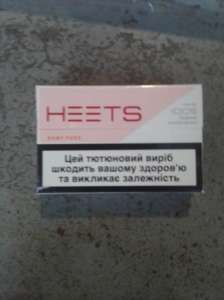 HEETS
Цей тютюновий виріб
шкодить вашому здоров'ю
та викликає залежність